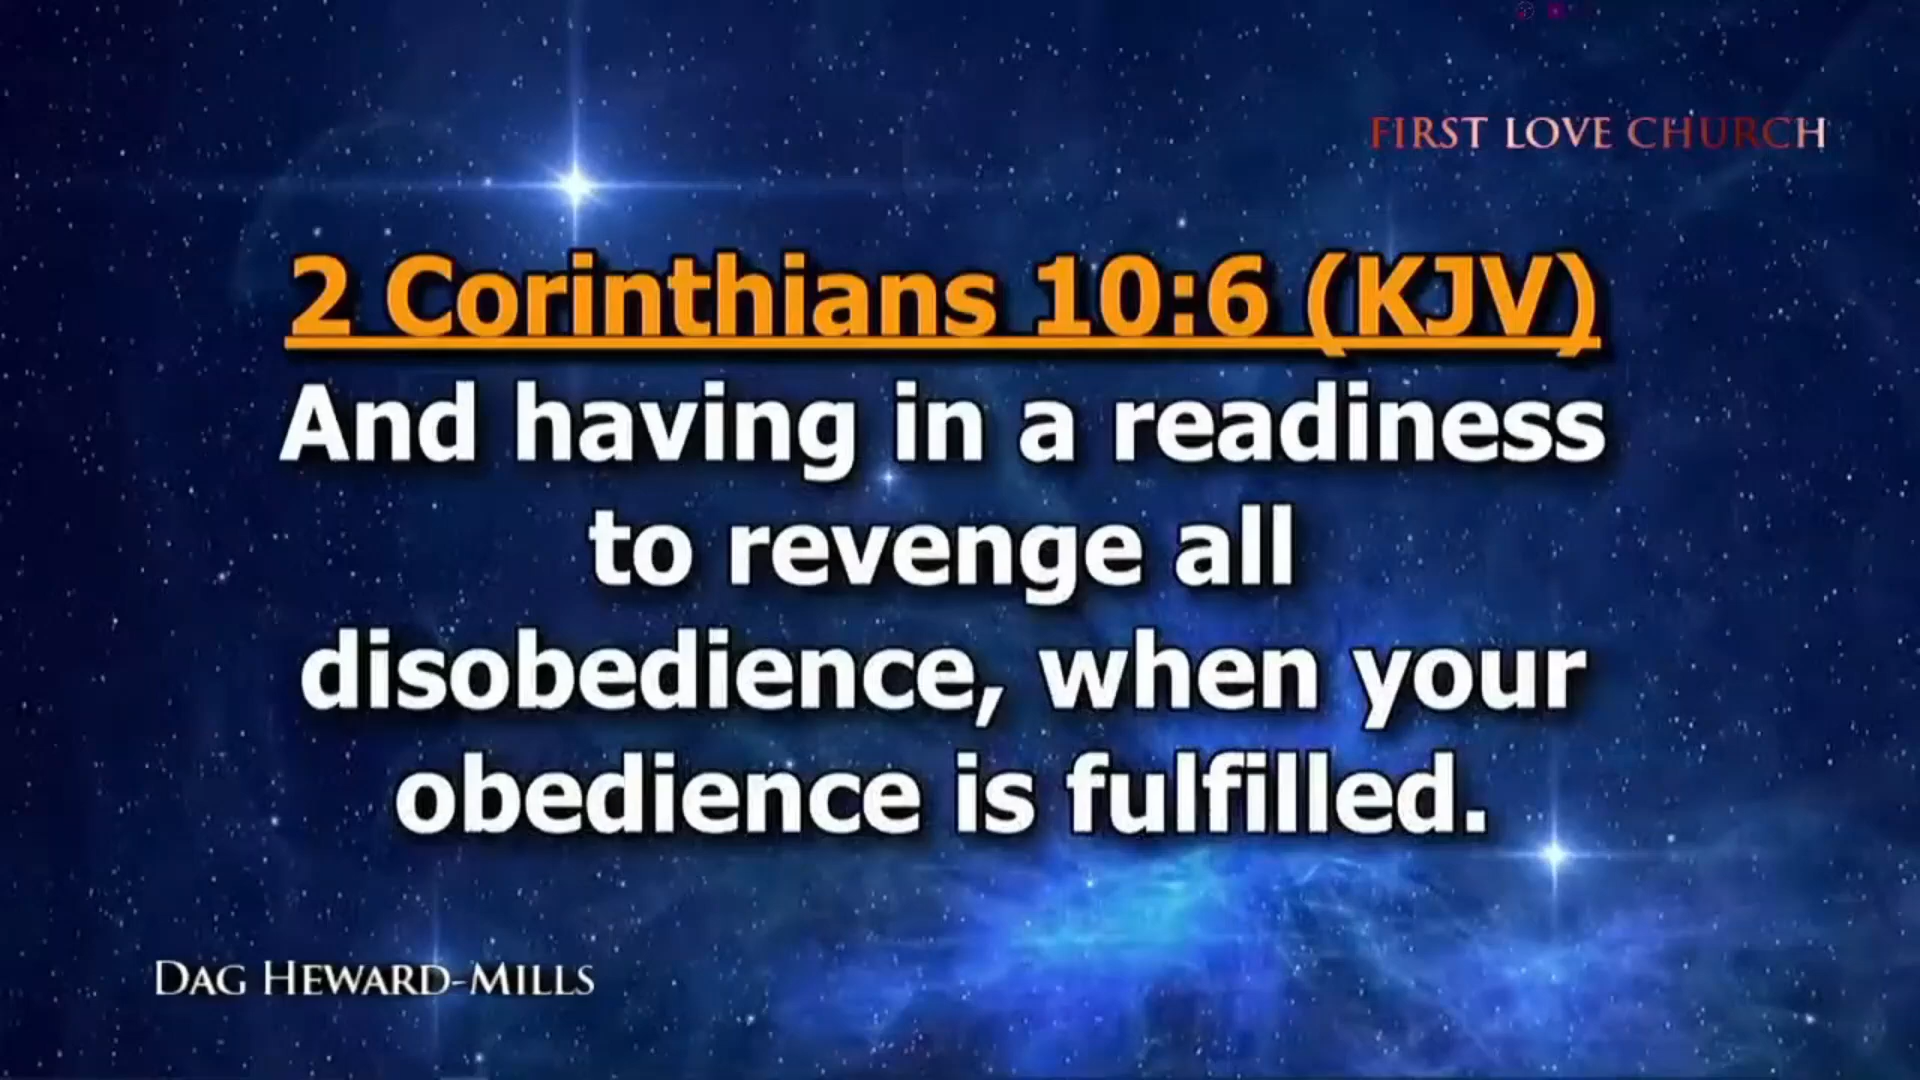 FIRST LOVE CHURCH
2 Corinthians 10:6 (KJV)
And having in a readiness
to revenge all
disobedience, when your
obedience is fulfilled.
DAG HEWARD-MILLS